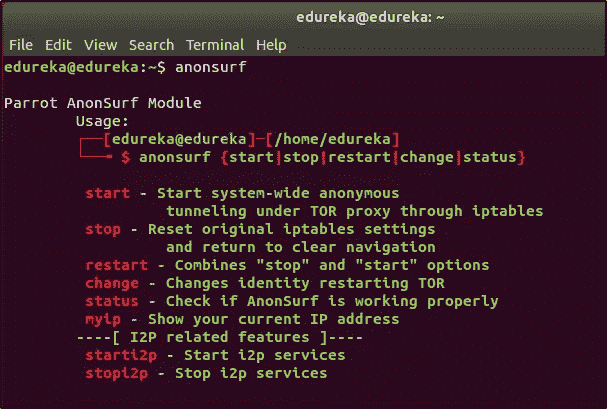 edureka@edureka: ~
File Edit View Search Terminal Help
edureka@edureka:~$ anonsurf
Parrot AnonSurf Module
Usage:
┌──[edureka@edureka]─[/home/edureka]
└──╼ $ anonsurf {start|stop|restart|change|status}
start - Start system-wide anonymous
tunneling under TOR proxy through iptables
stop - Reset original iptables settings
and return to clear navigation
restart - Combines "stop" and "start" options
change - Changes identity restarting TOR
status - Check if AnonSurf is working properly
myip - Show your current IP address
----[ I2P related features ]----
starti2p - Start i2p services
stopi2p - Stop i2p services